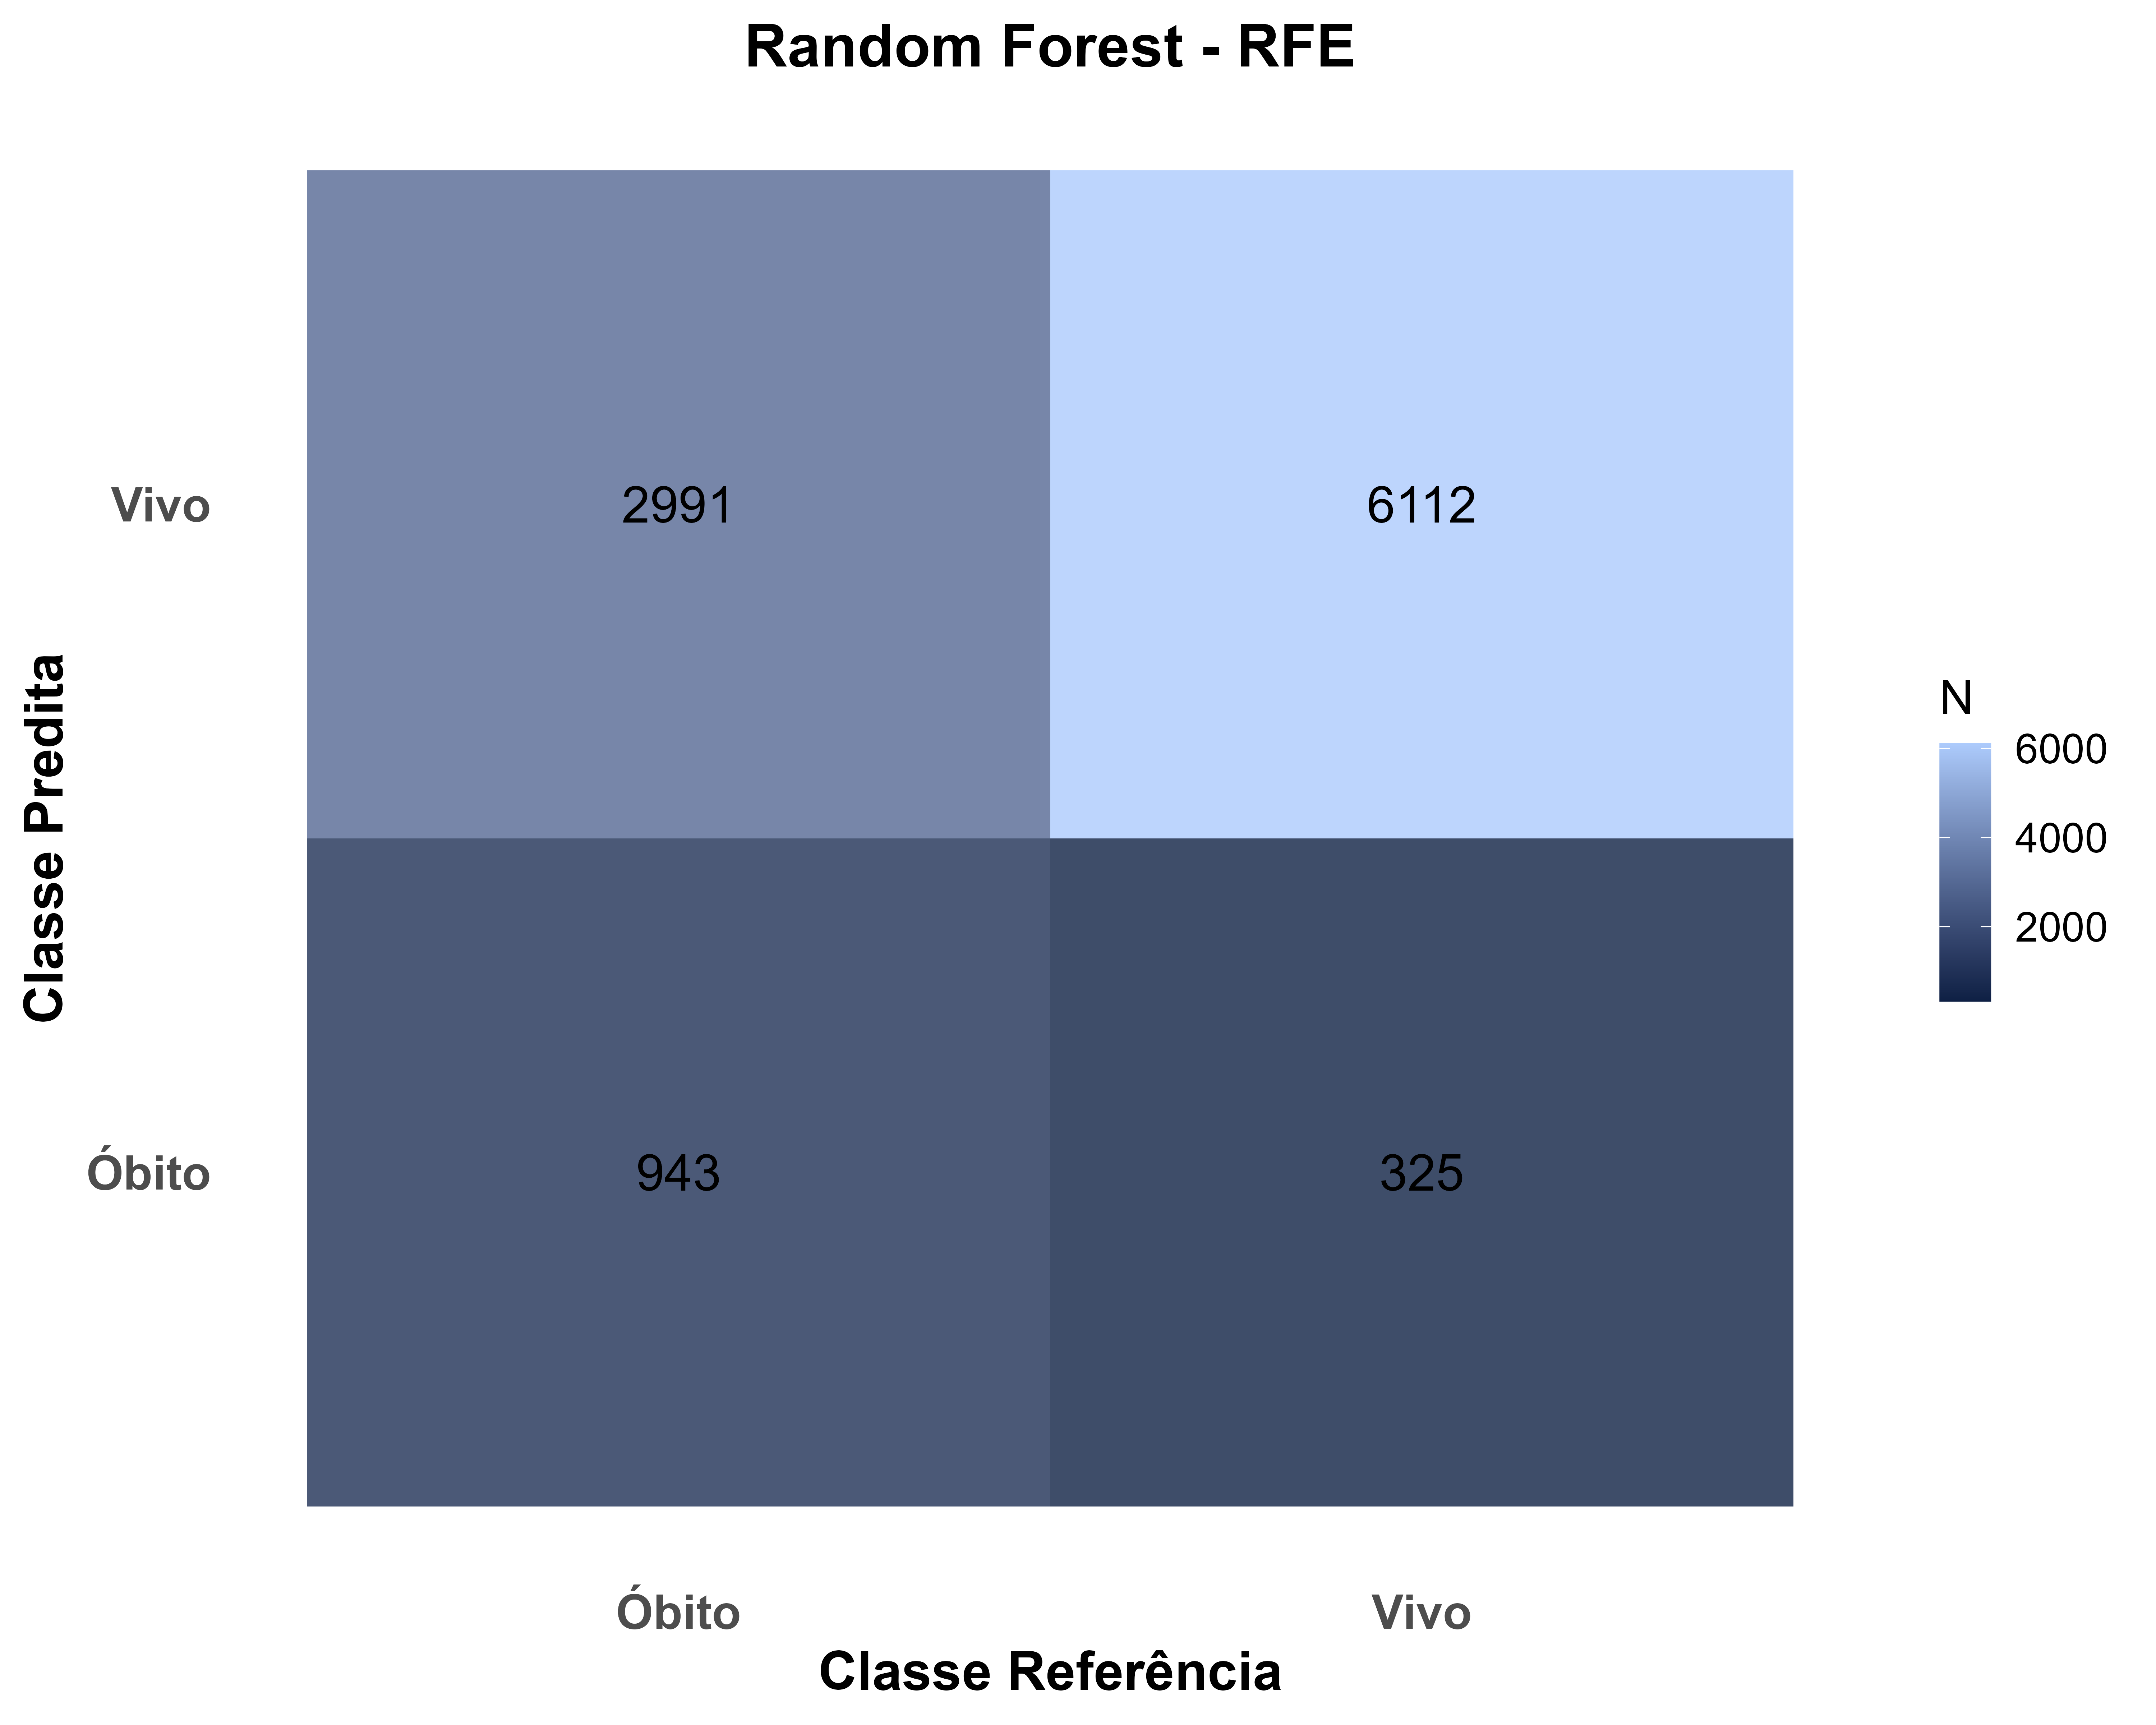 Random Forest - RFE
Classe Predita
Vivo
2991
6112
Óbito
943
325
Óbito
Vivo
Classe Referência
N
6000
4000
2000